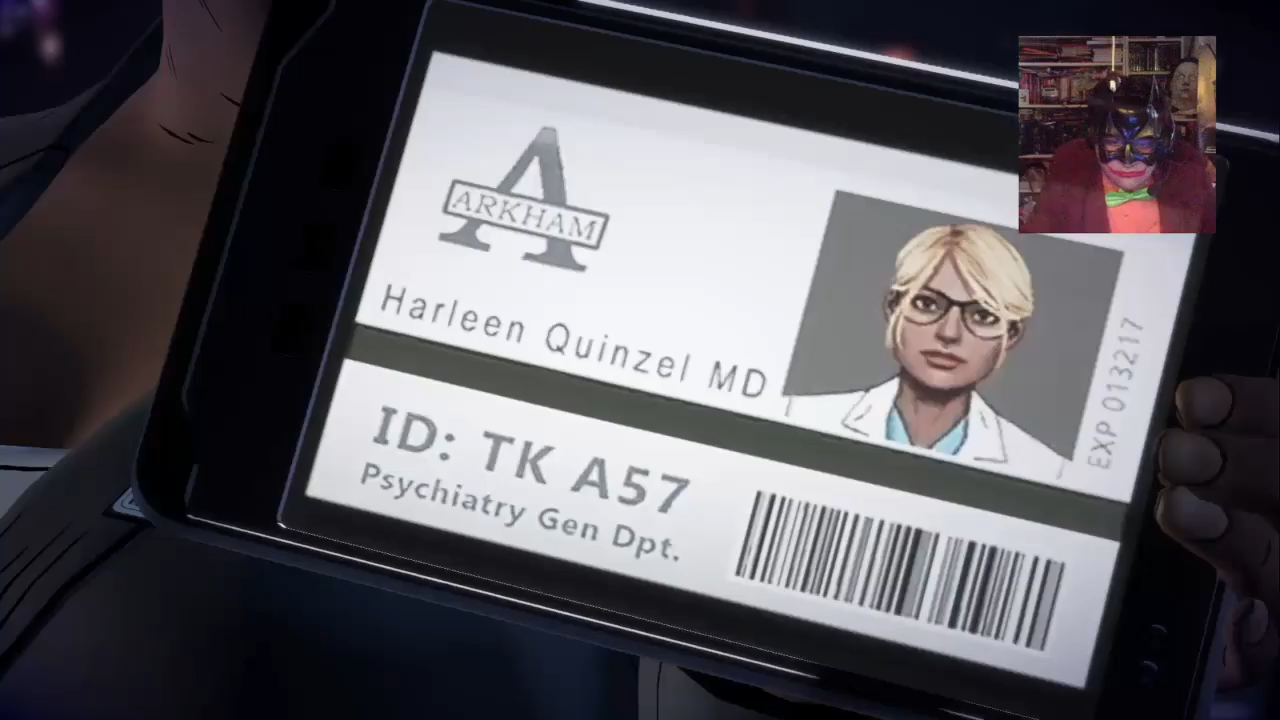 ARKHAM
Harleen Quinzel MD
EXP 013217
ID: TK A57
Psychiatry Gen Dpt.